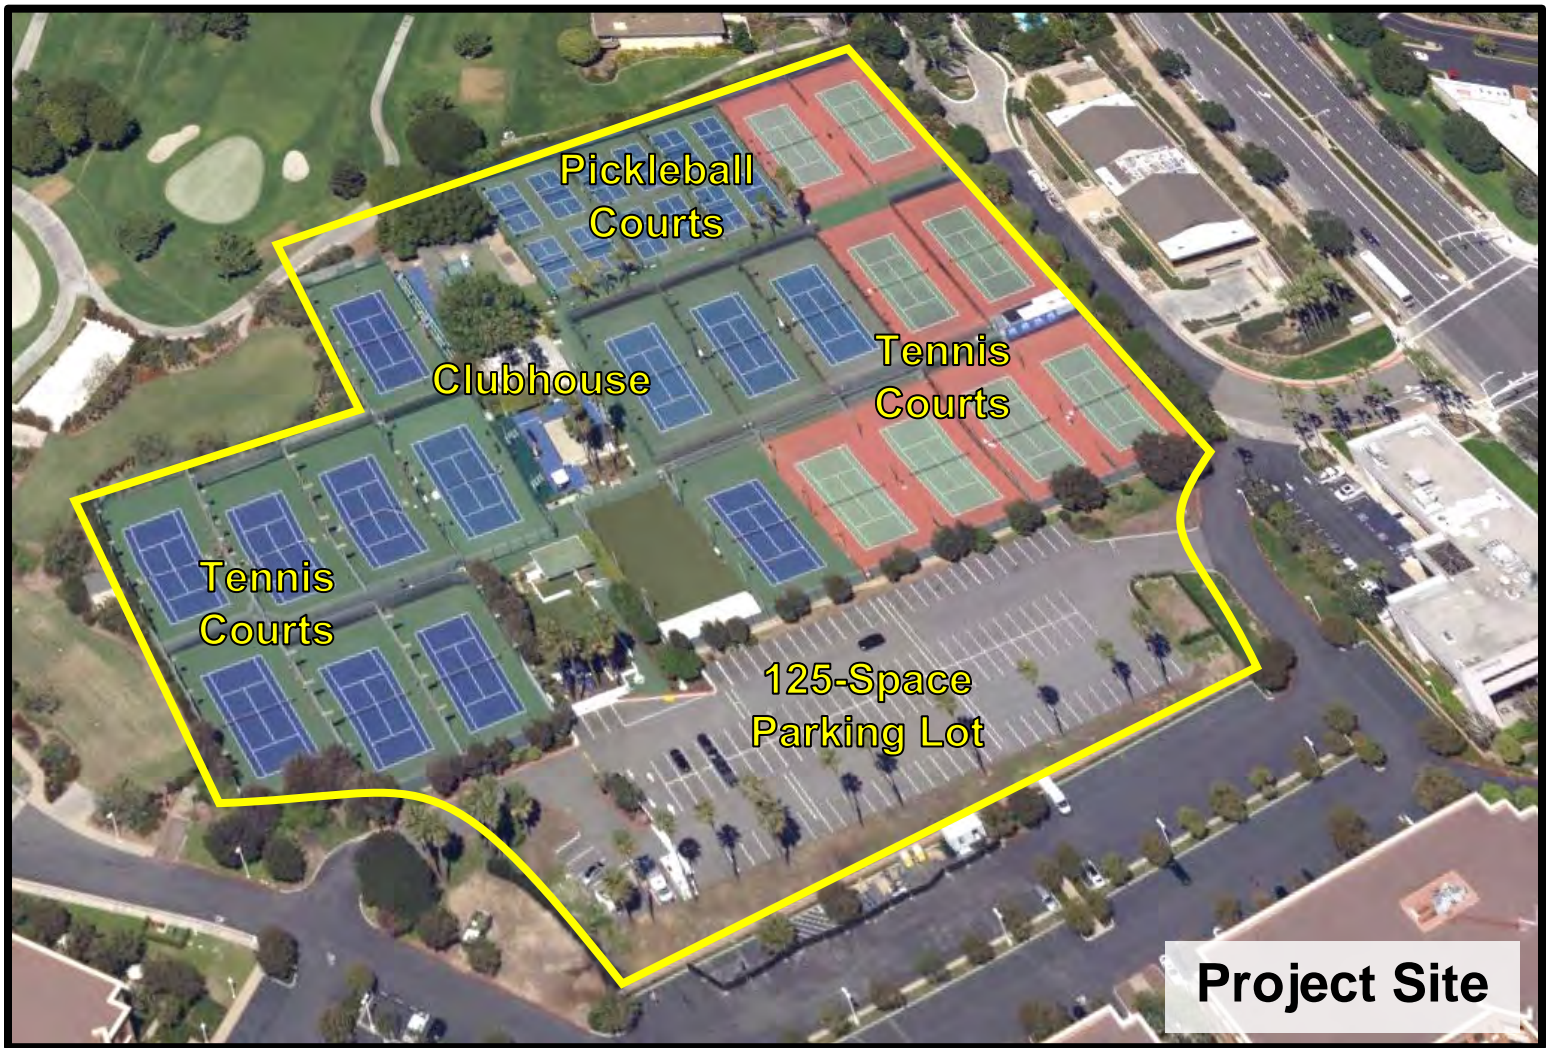 Pickleball
Courts
Clubhouse
Tennis
Courts
Tennis
Courts
125-Space
Parking Lot
Project Site